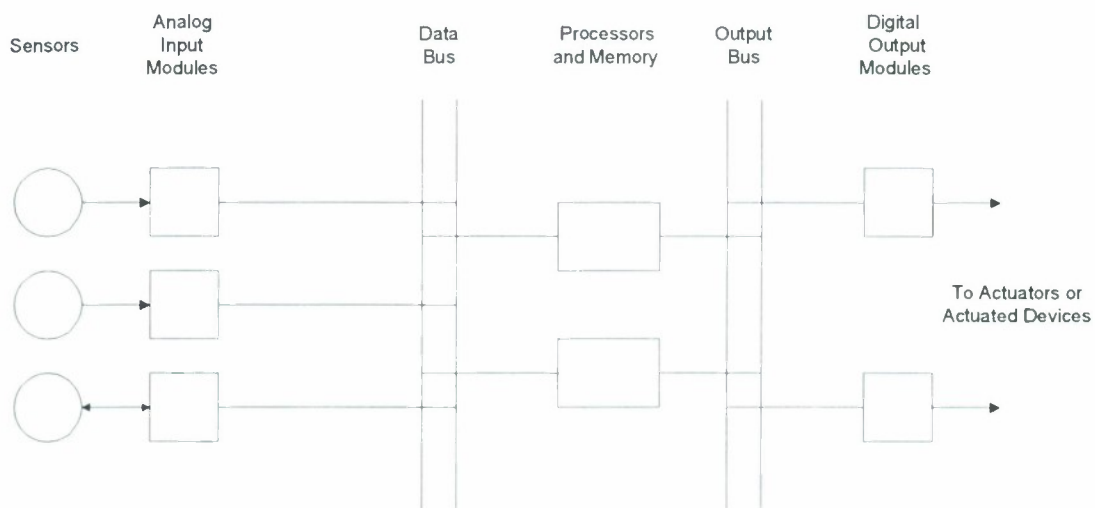 Sensors
Analog
Input
Modules
Data
Bus
Processors
and Memory
Output
Bus
Digital
Output
Modules
To Actuators or
Actuated Devices